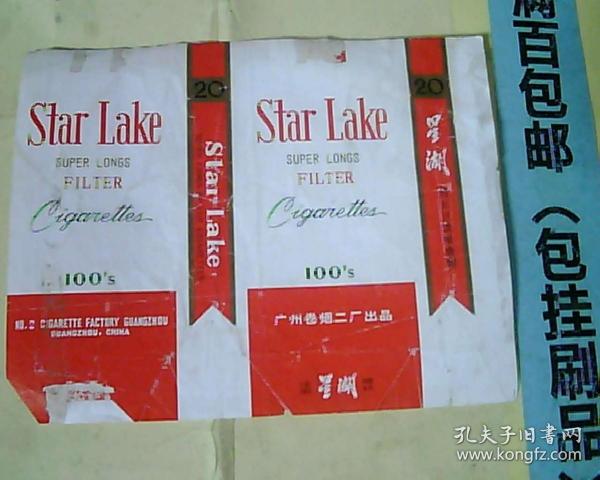 Star Lake
SUPER LONGS
FILTER
Cigarettes
100's
NO. 2 CIGARETTE FACTORY GUANGZHOU
GUANGZHOU, CHINA
20
Star Lake
Star Lake
SUPER LONGS
FILTER
Cigarettes
100's
广州卷烟二厂出品
星湖
20
星湖
满百包邮（包挂刷品）
孔夫子旧书网
www.kongfz.com